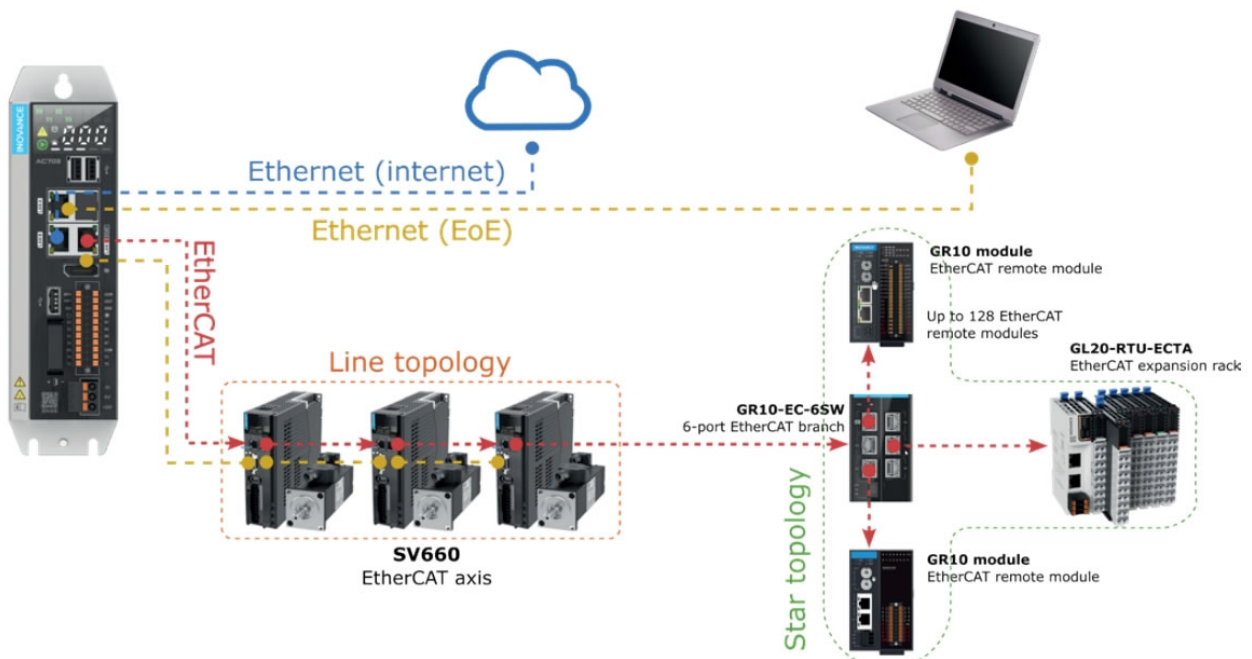 INOVANCE
AC702
Ethernet (internet)
Ethernet (EoE)
EtherCAT
Line topology
SV660
EtherCAT axis
GR10 module
EtherCAT remote module
Up to 128 EtherCAT
remote modules
GL20-RTU-ECTA
EtherCAT expansion rack
GR10-EC-6SW
6-port EtherCAT branch
Star topology
GR10 module
EtherCAT remote module